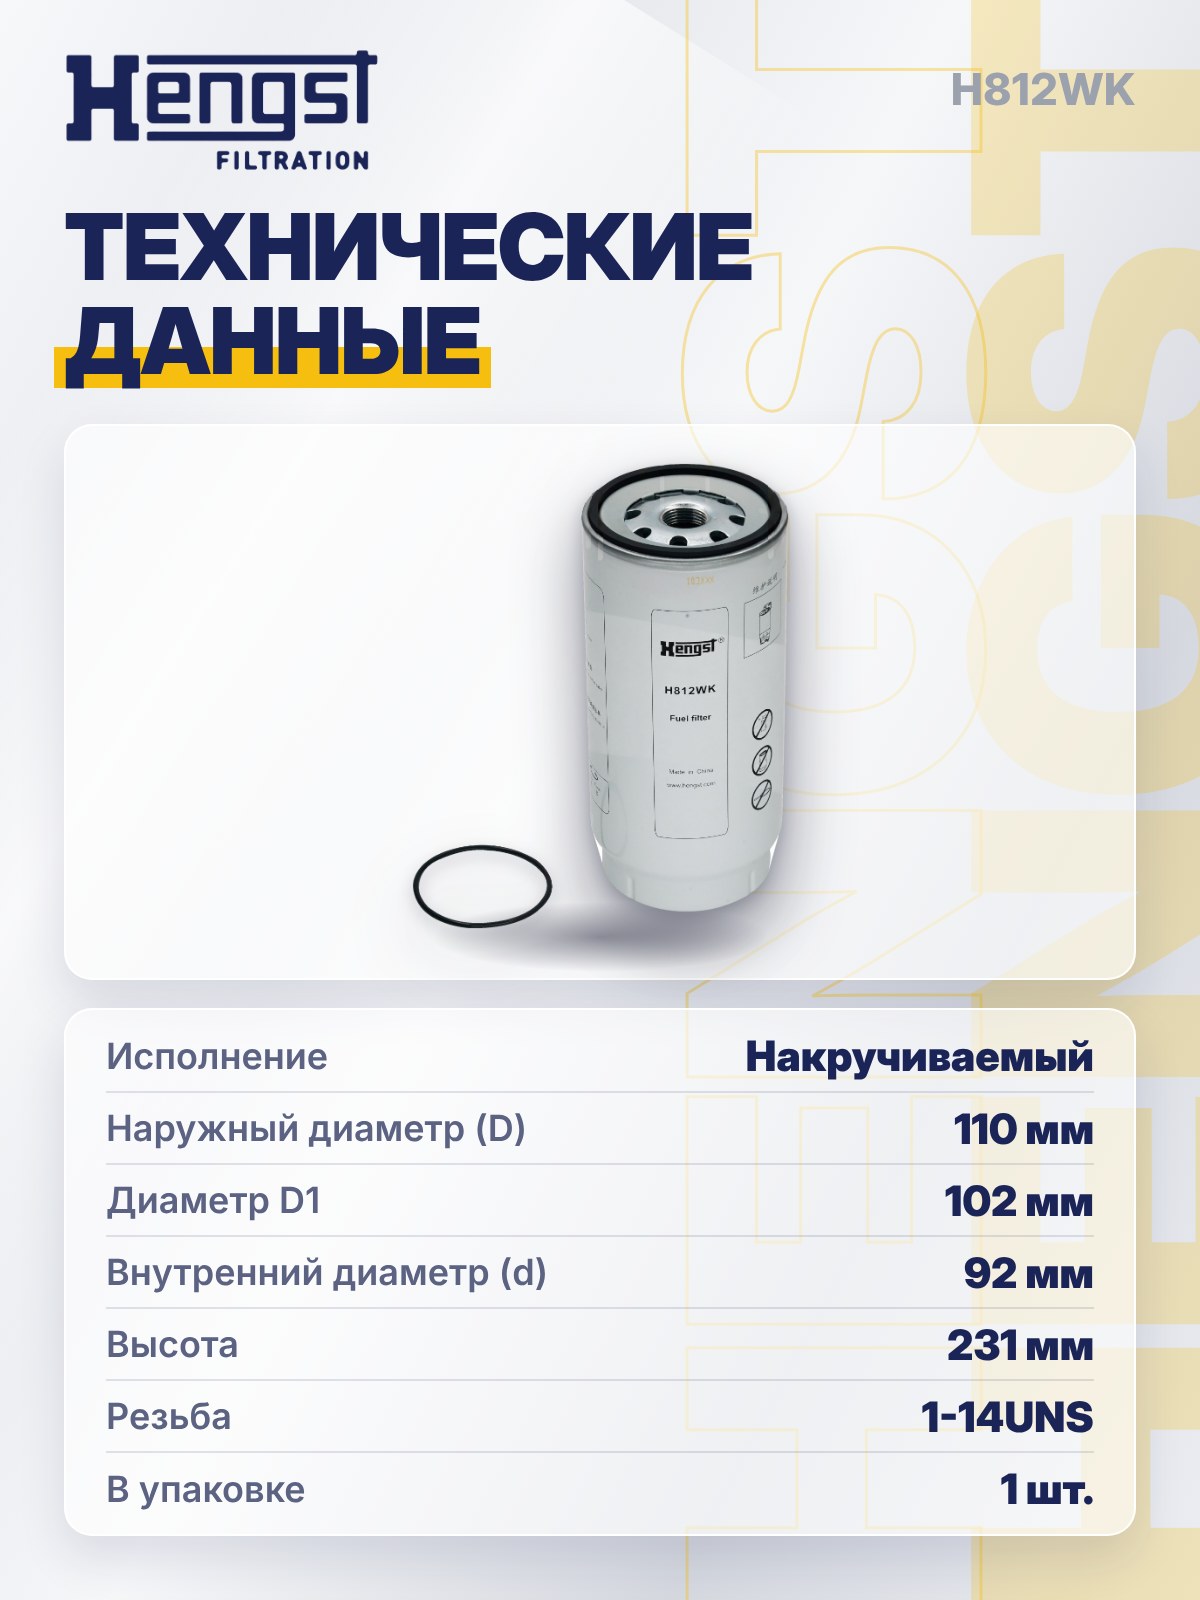 Hengst
FILTRATION
H812WK
ТЕХНИЧЕСКИЕ
ДАННЫЕ
Hengst®
H812WK
Fuel filter
Made in China
www.hengst.com
Исполнение Накручиваемый
Наружный диаметр (D) 110 мм
Диаметр D1 102 мм
Внутренний диаметр (d) 92 мм
Высота 231 мм
Резьба 1-14UNS
В упаковке 1 шт.
HENGST
HENGST